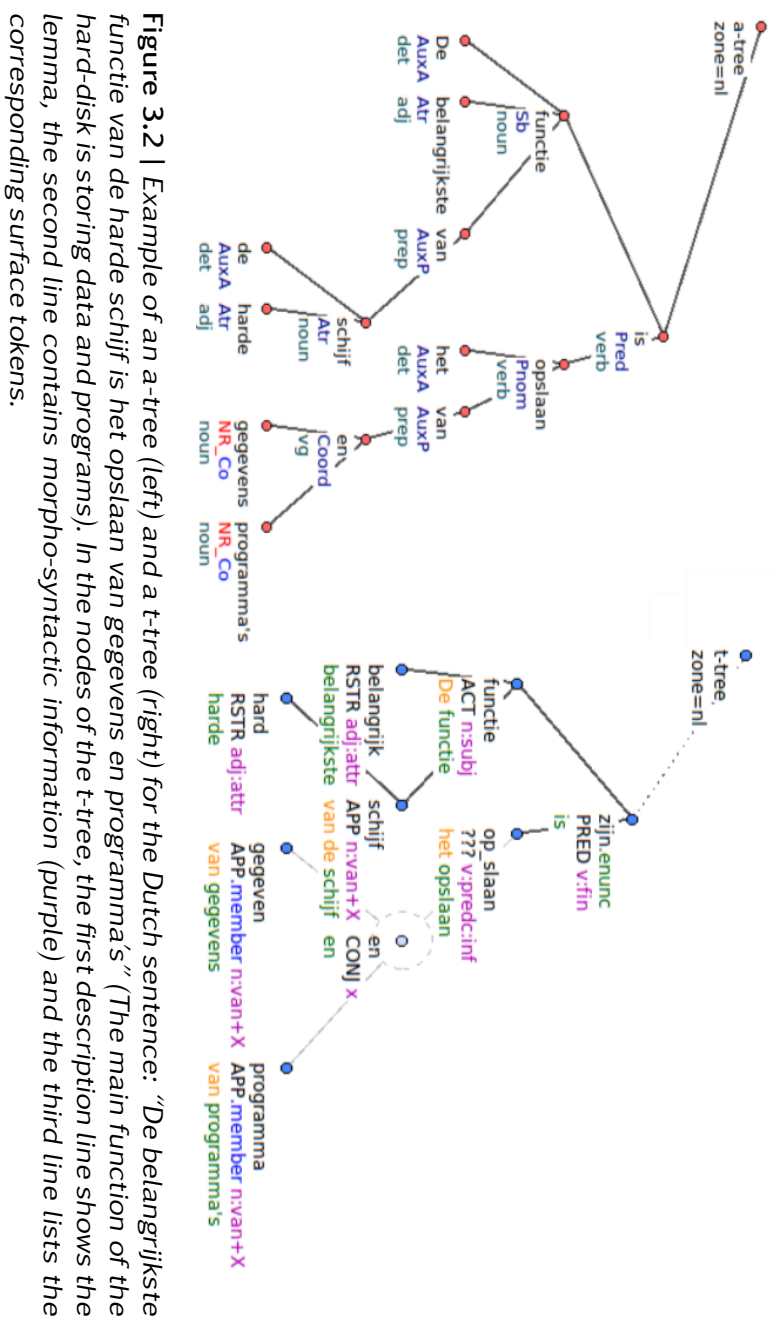 a-tree
zone=nl
is
Pred
verb
functie
Sb
noun
opslaan
Pnom
verb
De belangrijkste van het van
AuxA Atr AuxP AuxA AuxP
det adj prep det prep
schijf en
Atr Coord
noun vg
de harde gegevens programma's
AuxA Atr NR_Co NR_Co
det adj noun noun
t-tree
zone=nl
zijn.enunc
PRED v:fin
is
functie op_slaan
ACT n:subj ??? v:predc:inf
De functie het opslaan
belangrijk schijf en
RSTR adj:attr APP n:van+X CONJ x
belangrijkste van de schijf en
hard gegeven programma
RSTR adj:attr APP.member n:van+X APP.member n:van+X
harde van gegevens van programma's
Figure 3.2 | Example of an a-tree (left) and a t-tree (right) for the Dutch sentence: “De belangrijkste
functie van de harde schijf is het opslaan van gegevens en programma’s” (The main function of the
hard-disk is storing data and programs). In the nodes of the t-tree, the first description line shows the
lemma, the second line contains morpho-syntactic information (purple) and the third line lists the
corresponding surface tokens.